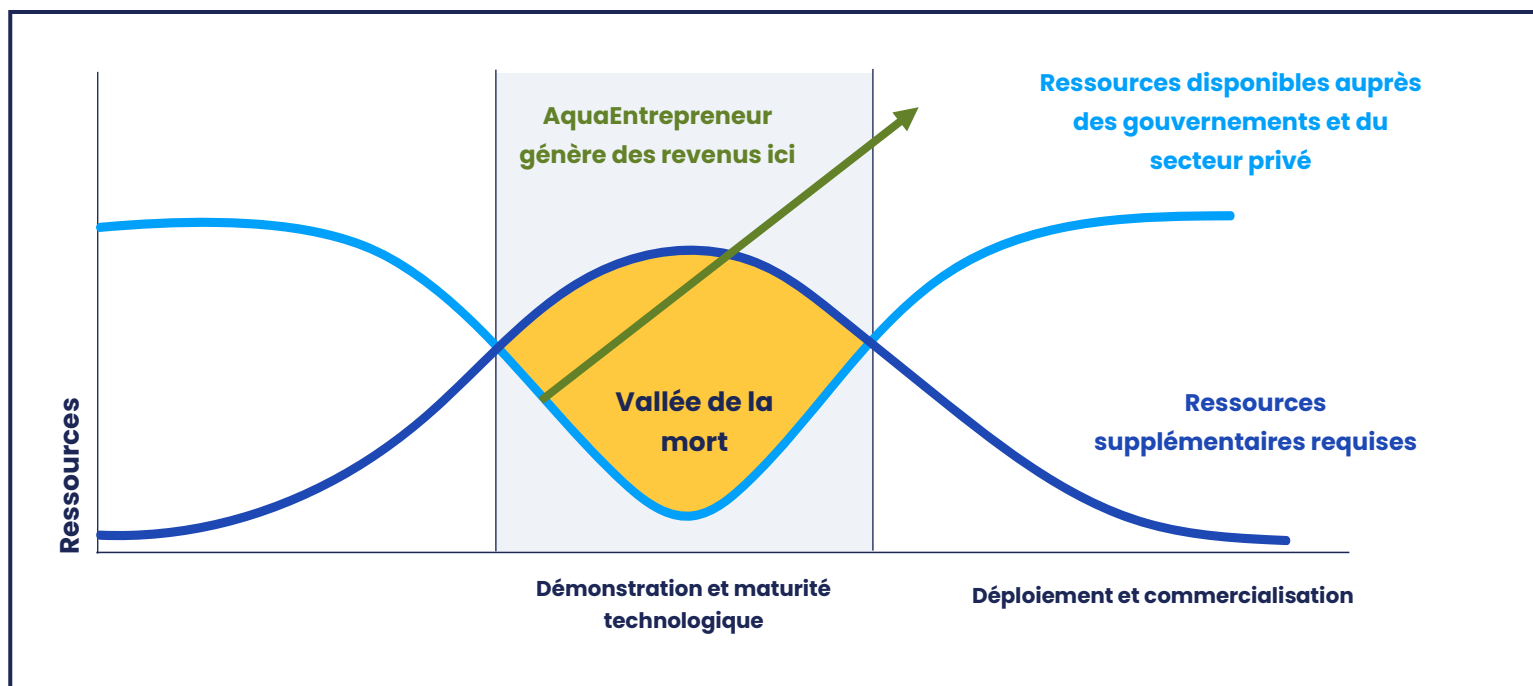 AquaEntrepreneur
génère des revenus ici
Ressources disponibles auprès
des gouvernements et du
secteur privé
Vallée de la
mort
Ressources
supplémentaires requises
Ressources
Démonstration et maturité
technologique
Déploiement et commercialisation